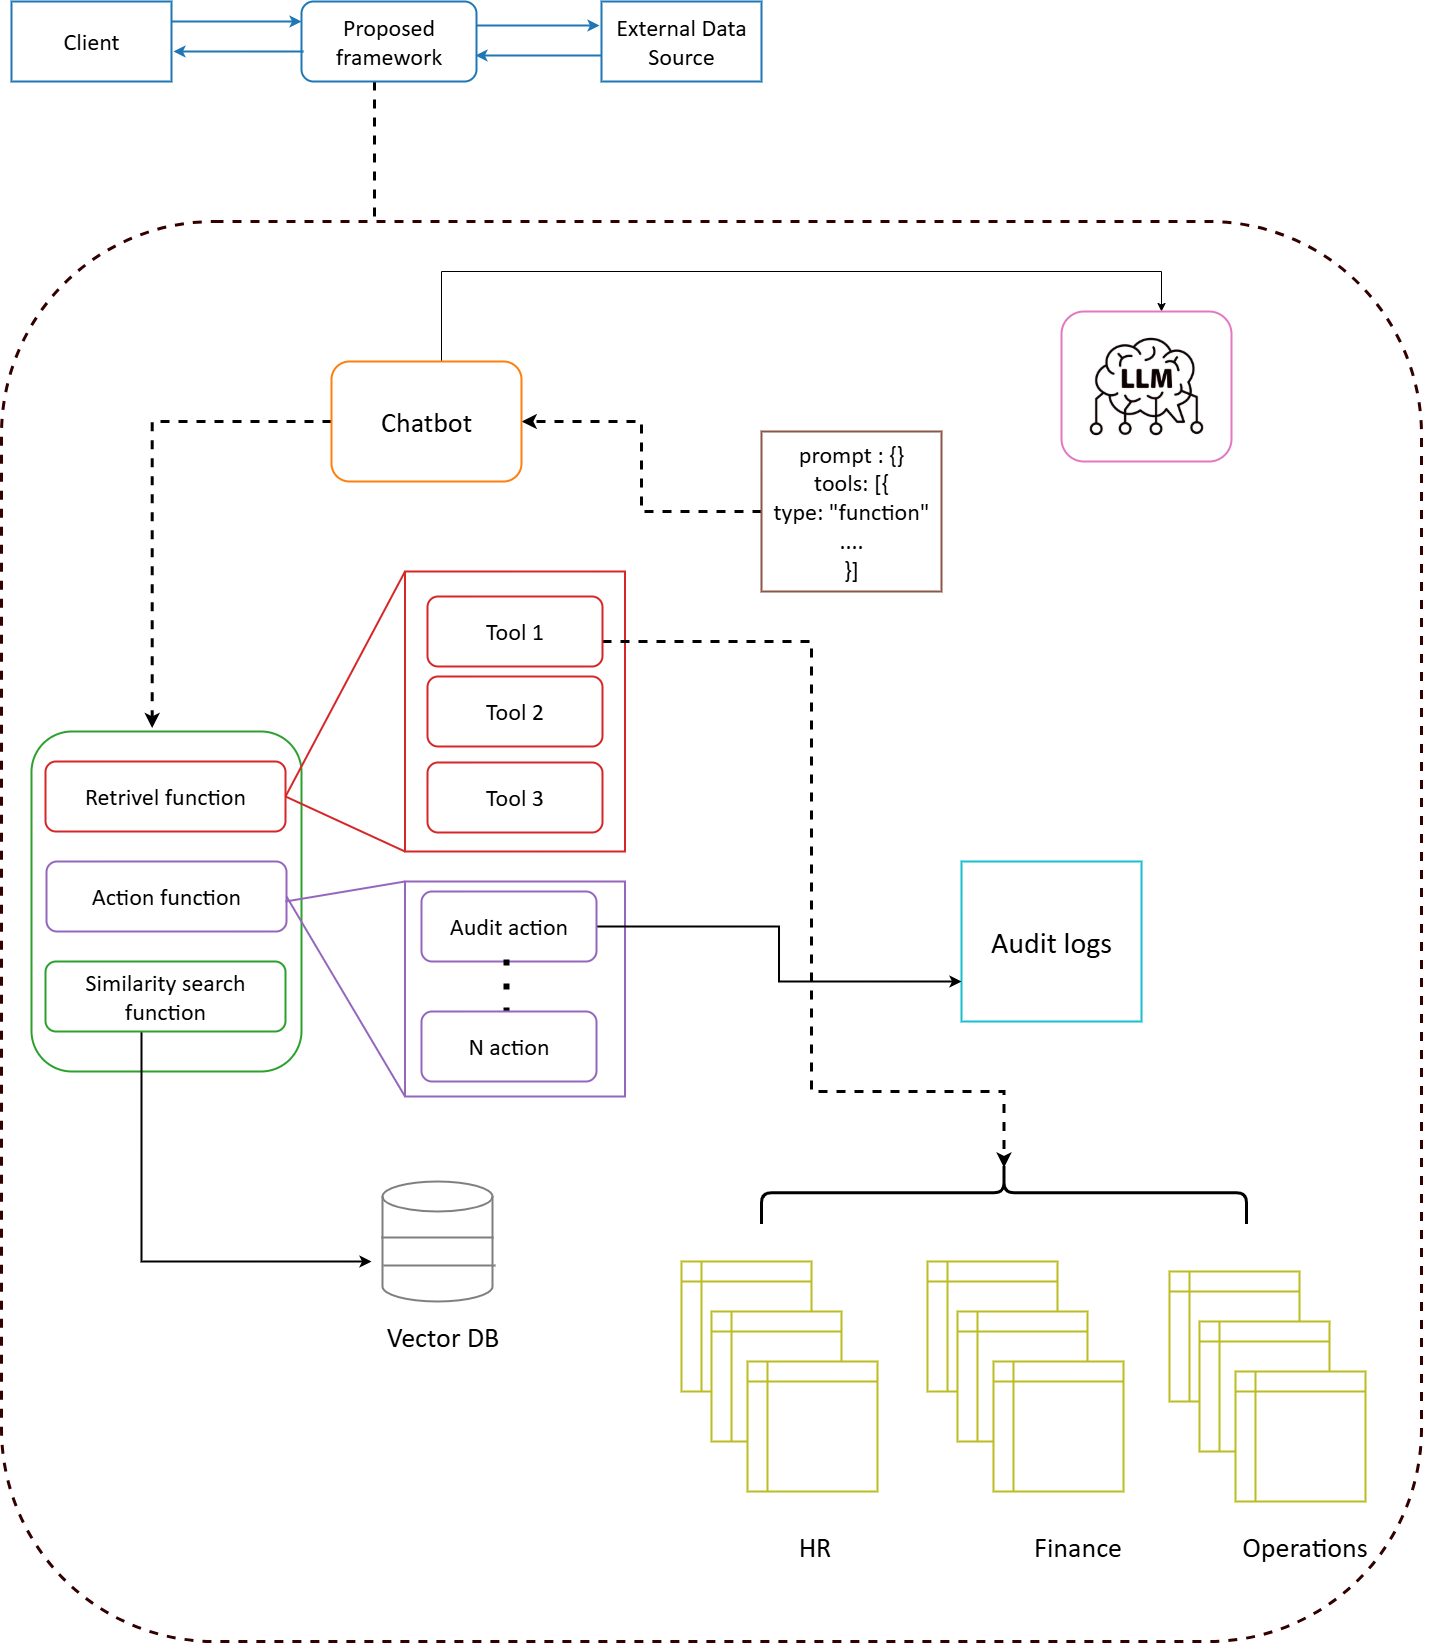 Client
Proposed
framework
External Data
Source
LLM
Chatbot
prompt : {}
tools: [{
type: "function"
....
}]
Tool 1
Tool 2
Tool 3
Retrivel function
Action function
Similarity search
function
Audit action
N action
Audit logs
Vector DB
HR
Finance
Operations